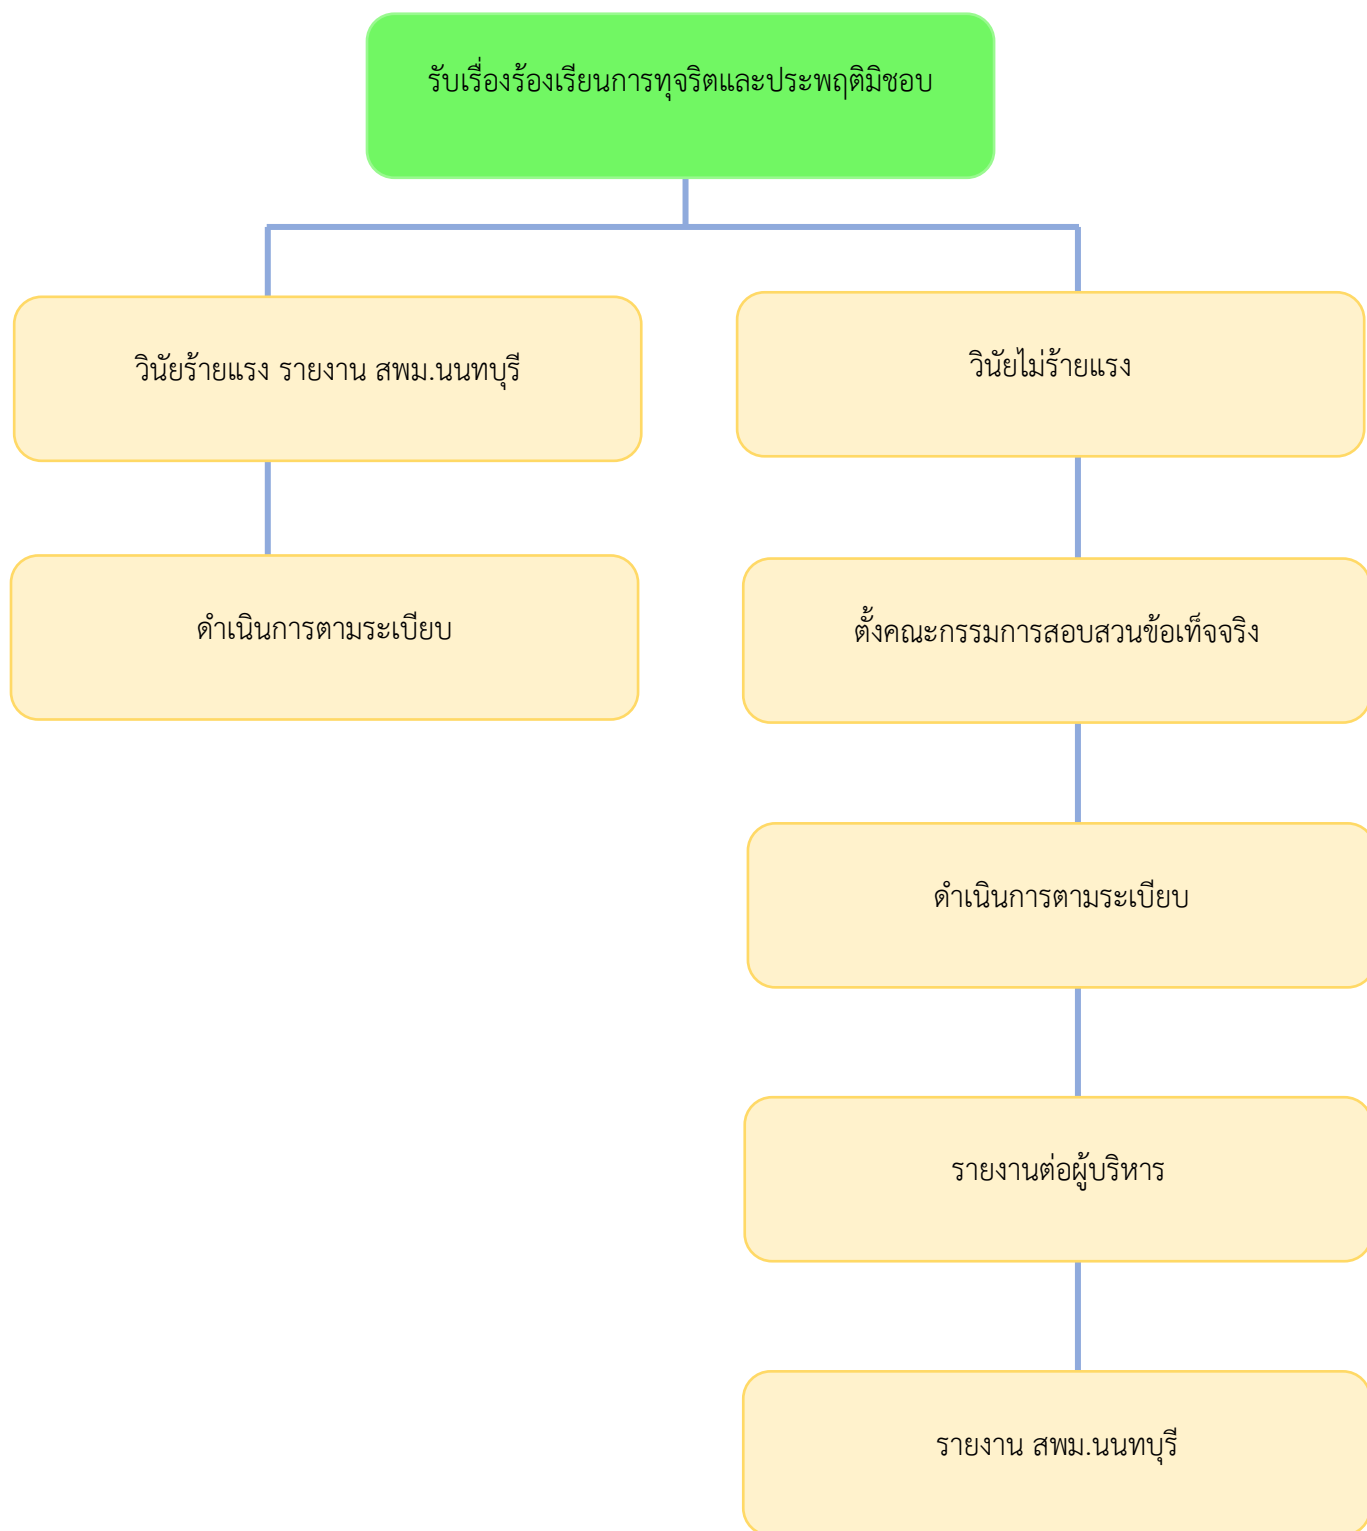 รับเรื่องร้องเรียนการทุจริตและประพฤติมิชอบ
วินัยร้ายแรง รายงาน สพม.นนทบุรี
วินัยไม่ร้ายแรง
ดำเนินการตามระเบียบ
ตั้งคณะกรรมการสอบสวนข้อเท็จจริง
ดำเนินการตามระเบียบ
รายงานต่อผู้บริหาร
รายงาน สพม.นนทบุรี